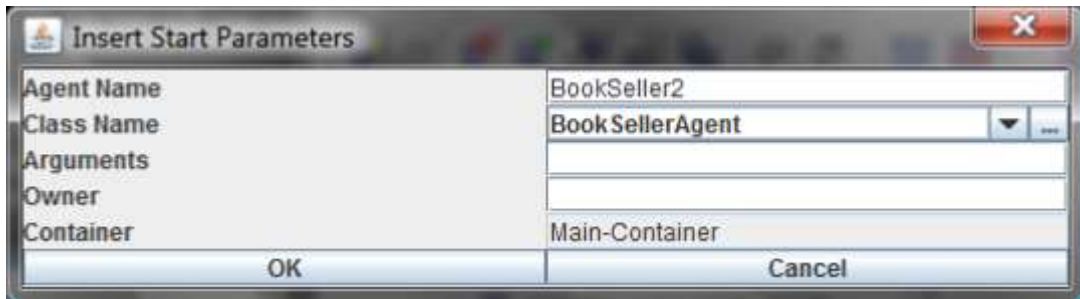 Insert Start Parameters
Agent Name BookSeller2
Class Name BookSellerAgent ...
Arguments
Owner
Container Main-Container
OK Cancel